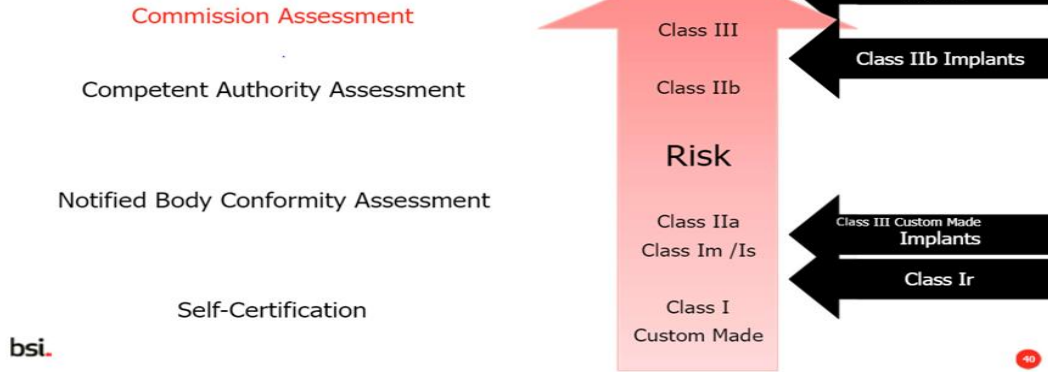 Commission Assessment
Class III
Class IIb Implants
Competent Authority Assessment
Class IIb
Risk
Notified Body Conformity Assessment
Class IIa
Class III Custom Made
Implants
Class Im /Is
Class Ir
Self-Certification
Class I
Custom Made
bsi.
40